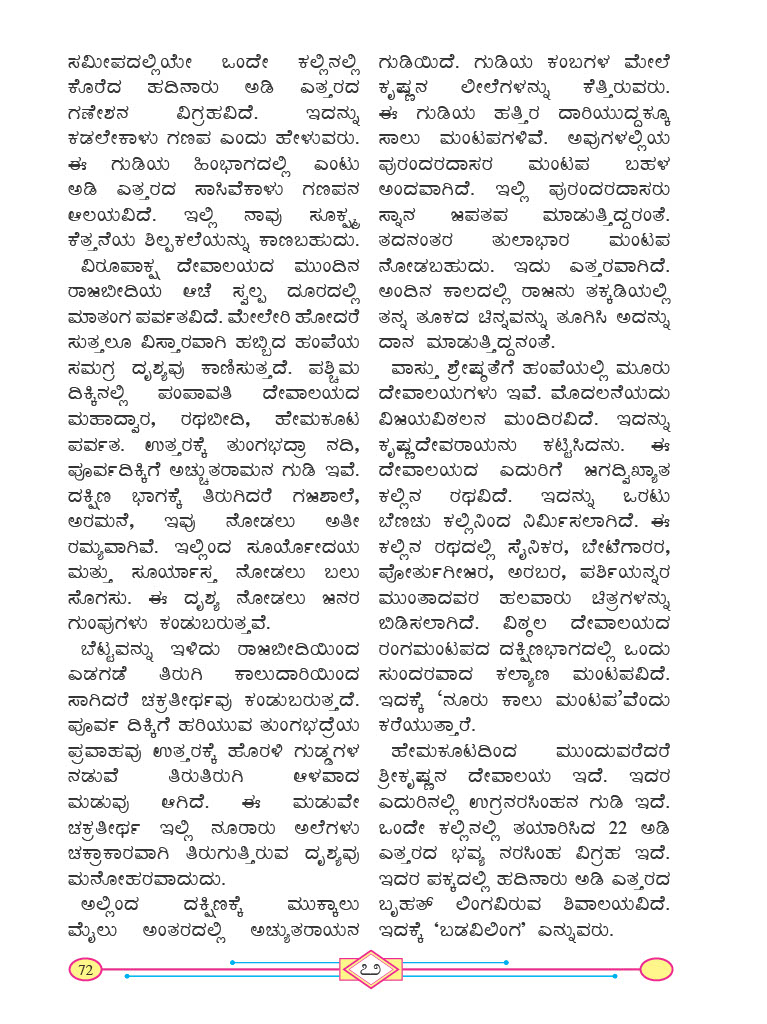 ಸಮೀಪದಲ್ಲಿಯೇ ಒಂದೇ ಕಲ್ಲಿನಲ್ಲಿ
ಕೊರೆದ ಹದಿನಾರು ಅಡಿ ಎತ್ತರದ
ಗಣೇಶನ ವಿಗ್ರಹವಿದೆ. ಇದನ್ನು
ಕಡಲೇಕಾಳು ಗಣಪ ಎಂದು ಹೇಳುವರು.
ಈ ಗುಡಿಯ ಹಿಂಭಾಗದಲ್ಲಿ ಎಂಟು
ಅಡಿ ಎತ್ತರದ ಸಾಸಿವೆಕಾಳು ಗಣಪನ
ಆಲಯವಿದೆ. ಇಲ್ಲಿ ನಾವು ಸೂಕ್ಷ್ಮ
ಕೆತ್ತನೆಯ ಶಿಲ್ಪಕಲೆಯನ್ನು ಕಾಣಬಹುದು.
ವಿರೂಪಾಕ್ಷ ದೇವಾಲಯದ ಮುಂದಿನ
ರಾಜಬೀದಿಯ ಆಚೆ ಸ್ವಲ್ಪ ದೂರದಲ್ಲಿ
ಮಾತಂಗ ಪರ್ವತವಿದೆ. ಮೇಲೇರಿ ಹೋದರೆ
ಸುತ್ತಲೂ ವಿಸ್ತಾರವಾಗಿ ಹಬ್ಬಿದ ಹಂಪೆಯ
ಸಮಗ್ರ ದೃಶ್ಯವು ಕಾಣಿಸುತ್ತದೆ. ಪಶ್ಚಿಮ
ದಿಕ್ಕಿನಲ್ಲಿ ಪಂಪಾವತಿ ದೇವಾಲಯದ
ಮಹಾದ್ವಾರ, ರಥಬೀದಿ, ಹೇಮಕೂಟ
ಪರ್ವತ. ಉತ್ತರಕ್ಕೆ ತುಂಗಭದ್ರಾ ನದಿ,
ಪೂರ್ವದಿಕ್ಕಿಗೆ ಅಚ್ಚುತರಾಮನ ಗುಡಿ ಇವೆ.
ದಕ್ಷಿಣ ಭಾಗಕ್ಕೆ ತಿರುಗಿದರೆ ಗಜಶಾಲೆ,
ಅರಮನೆ, ಇವು ನೋಡಲು ಅತೀ
ರಮ್ಯವಾಗಿವೆ. ಇಲ್ಲಿಂದ ಸೂರ್ಯೋದಯ
ಮತ್ತು ಸೂರ್ಯಾಸ್ತ ನೋಡಲು ಬಲು
ಸೊಗಸು. ಈ ದೃಶ್ಯ ನೋಡಲು ಜನರ
ಗುಂಪುಗಳು ಕಂಡುಬರುತ್ತವೆ.
ಬೆಟ್ಟವನ್ನು ಇಳಿದು ರಾಜಬೀದಿಯಿಂದ
ಎಡಗಡೆ ತಿರುಗಿ ಕಾಲುದಾರಿಯಿಂದ
ಸಾಗಿದರೆ ಚಕ್ರತೀರ್ಥವು ಕಂಡುಬರುತ್ತದೆ.
ಪೂರ್ವ ದಿಕ್ಕಿಗೆ ಹರಿಯುವ ತುಂಗಭದ್ರೆಯ
ಪ್ರವಾಹವು ಉತ್ತರಕ್ಕೆ ಹೊರಳಿ ಗುಡ್ಡಗಳ
ನಡುವೆ ತಿರುತಿರುಗಿ ಆಳವಾದ
ಮಡುವು ಆಗಿದೆ. ಈ ಮಡುವೇ
ಚಕ್ರತೀರ್ಥ ಇಲ್ಲಿ ನೂರಾರು ಅಲೆಗಳು
ಚಕ್ರಾಕಾರವಾಗಿ ತಿರುಗುತ್ತಿರುವ ದೃಶ್ಯವು
ಮನೋಹರವಾದುದು.
ಅಲ್ಲಿಂದ ದಕ್ಷಿಣಕ್ಕೆ ಮುಕ್ಕಾಲು
ಮೈಲು ಅಂತರದಲ್ಲಿ ಅಚ್ಯುತರಾಯನ
ಗುಡಿಯಿದೆ. ಗುಡಿಯ ಕಂಬಗಳ ಮೇಲೆ
ಕೃಷ್ಣನ ಲೀಲೆಗಳನ್ನು ಕೆತ್ತಿರುವರು.
ಈ ಗುಡಿಯ ಹತ್ತಿರ ದಾರಿಯುದ್ದಕ್ಕೂ
ಸಾಲು ಮಂಟಪಗಳಿವೆ. ಅವುಗಳಲ್ಲಿಯ
ಪುರಂದರದಾಸರ ಮಂಟಪ ಬಹಳ
ಅಂದವಾಗಿದೆ. ಇಲ್ಲಿ ಪುರಂದರದಾಸರು
ಸ್ನಾನ ಜಪತಪ ಮಾಡುತ್ತಿದ್ದರಂತೆ.
ತದನಂತರ ತುಲಾಭಾರ ಮಂಟಪ
ನೋಡಬಹುದು. ಇದು ಎತ್ತರವಾಗಿದೆ.
ಅಂದಿನ ಕಾಲದಲ್ಲಿ ರಾಜನು ತಕ್ಕಡಿಯಲ್ಲಿ
ತನ್ನ ತೂಕದ ಚಿನ್ನವನ್ನು ತೂಗಿಸಿ ಅದನ್ನು
ದಾನ ಮಾಡುತ್ತಿದ್ದನಂತೆ.
ವಾಸ್ತು ಶ್ರೇಷ್ಠತೆಗೆ ಹಂಪೆಯಲ್ಲಿ ಮೂರು
ದೇವಾಲಯಗಳು ಇವೆ. ಮೊದಲನೆಯದು
ವಿಜಯವಿಠಲನ ಮಂದಿರವಿದೆ. ಇದನ್ನು
ಕೃಷ್ಣದೇವರಾಯನು ಕಟ್ಟಿಸಿದನು. ಈ
ದೇವಾಲಯದ ಎದುರಿಗೆ ಜಗದ್ವಿಖ್ಯಾತ
ಕಲ್ಲಿನ ರಥವಿದೆ. ಇದನ್ನು ಒರಟು
ಬೆಣಚು ಕಲ್ಲಿನಿಂದ ನಿರ್ಮಿಸಲಾಗಿದೆ. ಈ
ಕಲ್ಲಿನ ರಥದಲ್ಲಿ ಸೈನಿಕರ, ಬೇಟೆಗಾರರ,
ಪೋರ್ತುಗೀಜರ, ಅರಬರ, ಪರ್ಶಿಯನ್ನರ
ಮುಂತಾದವರ ಹಲವಾರು ಚಿತ್ರಗಳನ್ನು
ಬಿಡಿಸಲಾಗಿದೆ. ವಿಠ್ಠಲ ದೇವಾಲಯದ
ರಂಗಮಂಟಪದ ದಕ್ಷಿಣಭಾಗದಲ್ಲಿ ಒಂದು
ಸುಂದರವಾದ ಕಲ್ಯಾಣ ಮಂಟಪವಿದೆ.
ಇದಕ್ಕೆ ‘ನೂರು ಕಾಲು ಮಂಟಪ’ವೆಂದು
ಕರೆಯುತ್ತಾರೆ.
ಹೇಮಕೂಟದಿಂದ ಮುಂದುವರೆದರೆ
ಶ್ರೀಕೃಷ್ಣನ ದೇವಾಲಯ ಇದೆ. ಇದರ
ಎದುರಿನಲ್ಲಿ ಉಗ್ರನರಸಿಂಹನ ಗುಡಿ ಇದೆ.
ಒಂದೇ ಕಲ್ಲಿನಲ್ಲಿ ತಯಾರಿಸಿದ 22 ಅಡಿ
ಎತ್ತರದ ಭವ್ಯ ನರಸಿಂಹ ವಿಗ್ರಹ ಇದೆ.
ಇದರ ಪಕ್ಕದಲ್ಲಿ ಹದಿನಾರು ಅಡಿ ಎತ್ತರದ
ಬೃಹತ್ ಲಿಂಗವಿರುವ ಶಿವಾಲಯವಿದೆ.
ಇದಕ್ಕೆ ‘ಬಡವಿಲಿಂಗ’ ಎನ್ನುವರು.
72